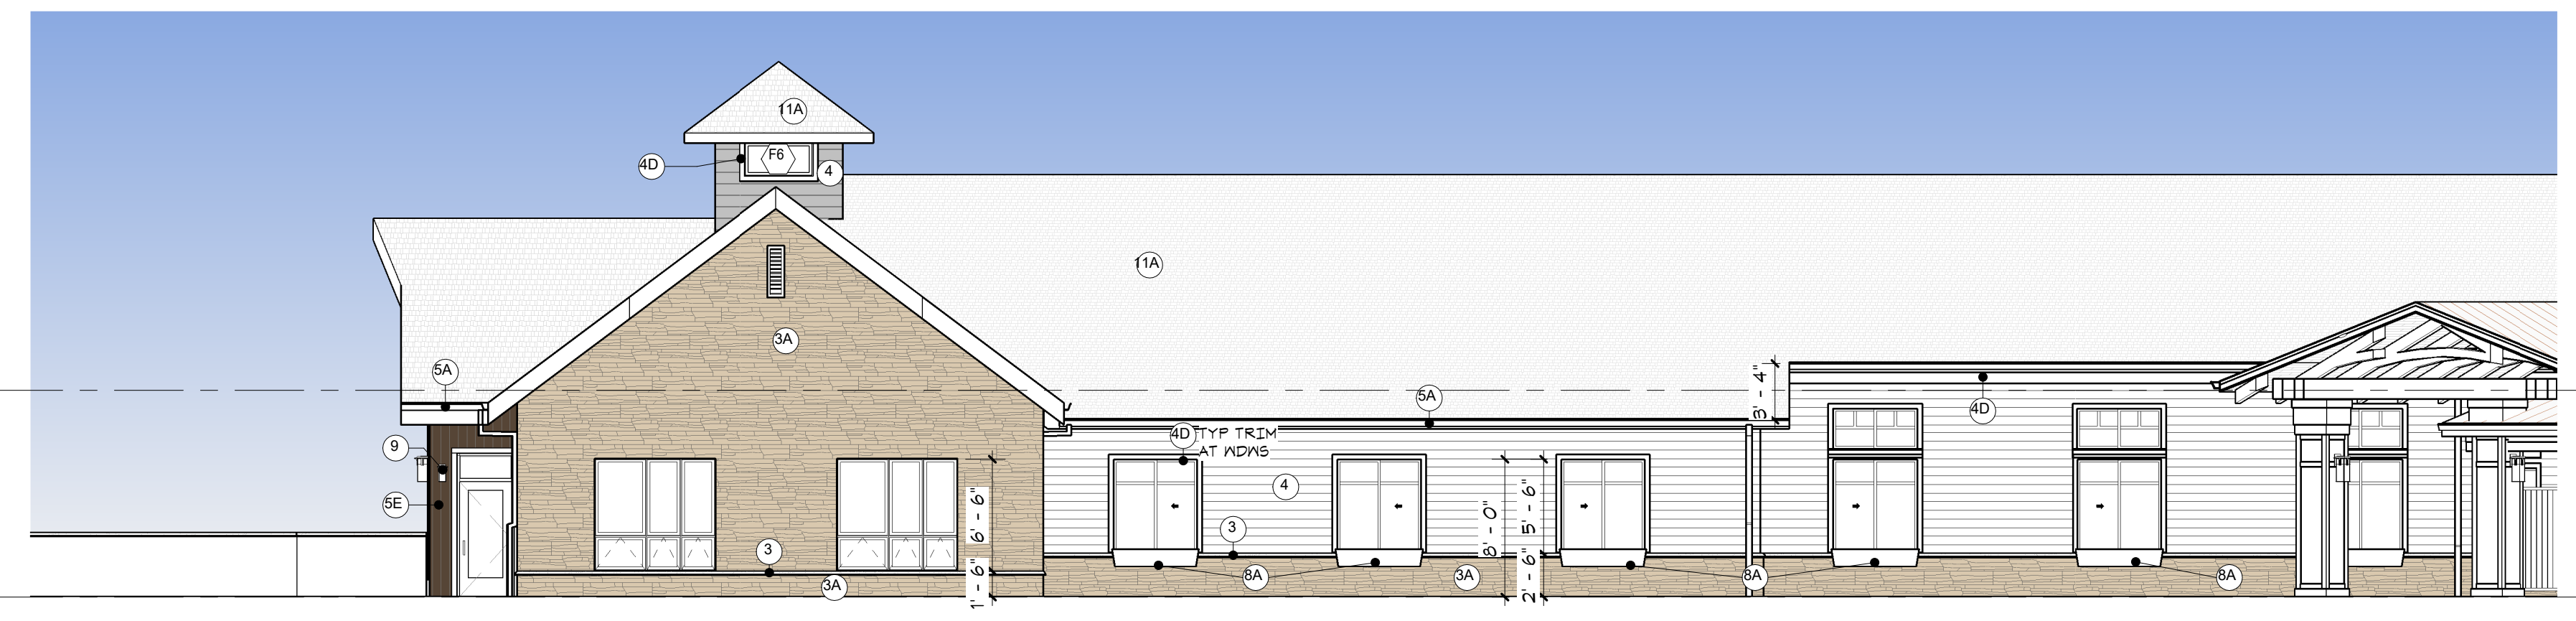 11A
F6
4D
4
11A
3A
5A
3' - 4"
5A
4D
4D TYP TRIM
AT WDWS
9
4
5E
6' - 6"
8' - 0"
5' - 6"
3
3
1' - 6"
2' - 6"
3A
8A
3A
8A
8A